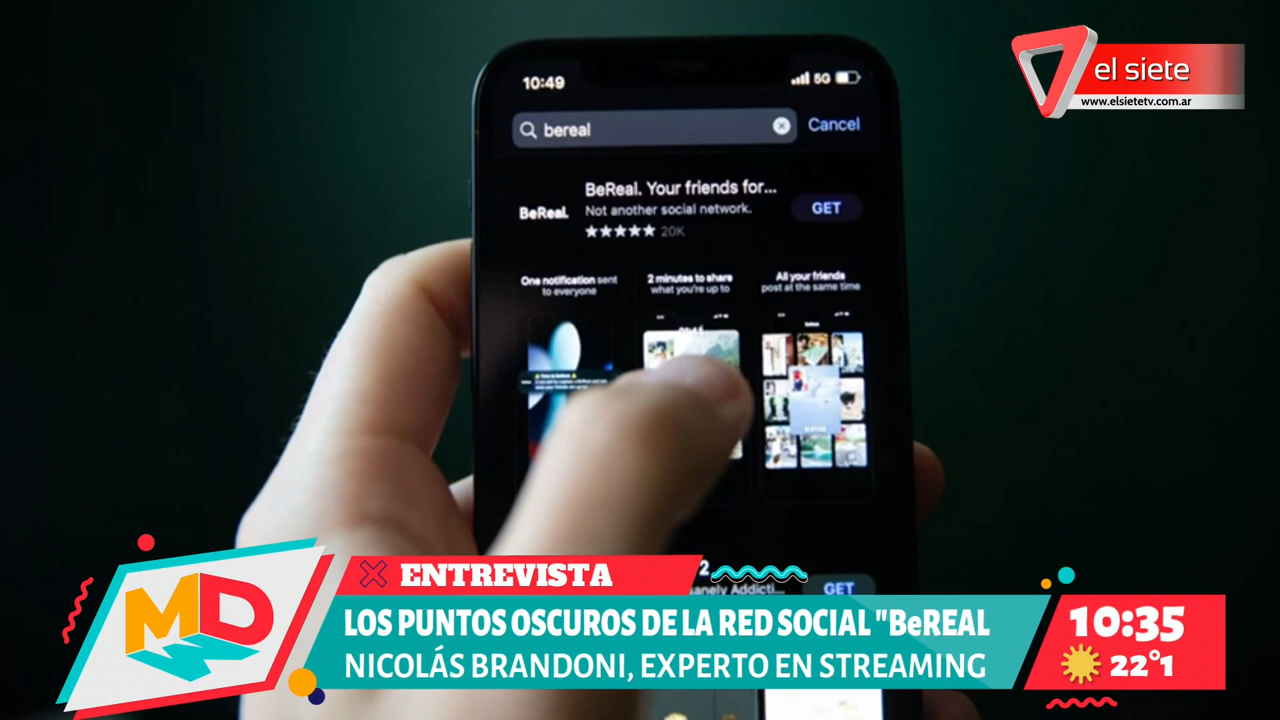 10:49
5G
bereal
Cancel
BeReal.
BeReal. Your friends for...
Not another social network.
GET
20K
One notification sent
to everyone
2 minutes to share
what you're up to
All your friends
post at the same time
el siete
www.elsietetv.com.ar
2
GET
MD
ENTREVISTA
LOS PUNTOS OSCUROS DE LA RED SOCIAL "BeREAL
NICOLÁS BRANDONI, EXPERTO EN STREAMING
10:35
22°1